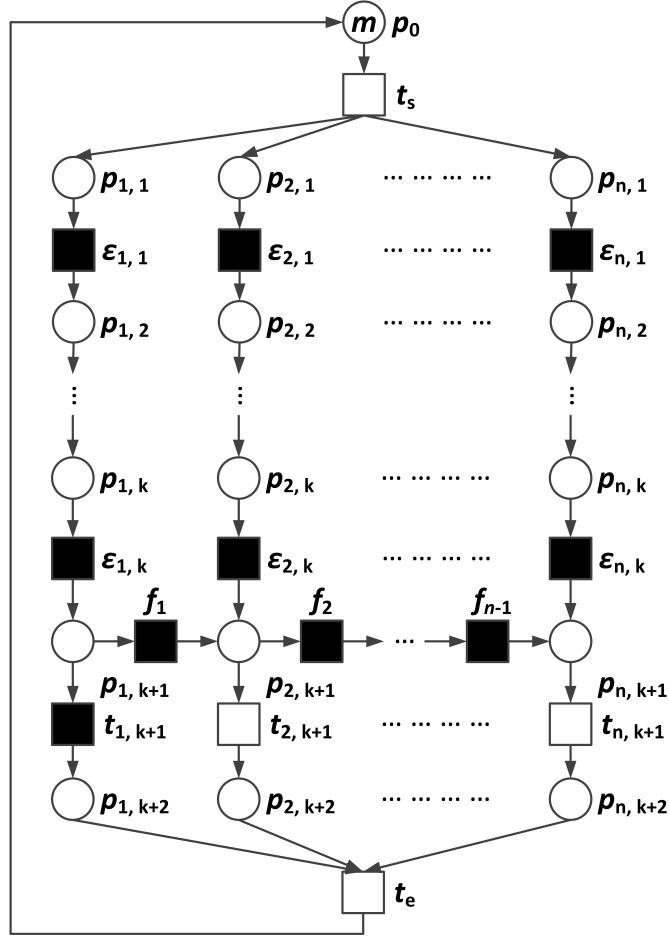 m p0
ts
p1, 1 p2, 1 ... ... ... ... pn, 1
ε1, 1 ε2, 1 ... ... ... ... εn, 1
p1, 2 p2, 2 ... ... ... ... pn, 2
... ... ...
p1, k p2, k ... ... ... ... pn, k
ε1, k ε2, k ... ... ... ... εn, k
f1 f2 fn-1
...
p1, k+1 p2, k+1 pn, k+1
t1, k+1 t2, k+1 ... ... ... ... tn, k+1
p1, k+2 p2, k+2 ... ... ... ... pn, k+2
te